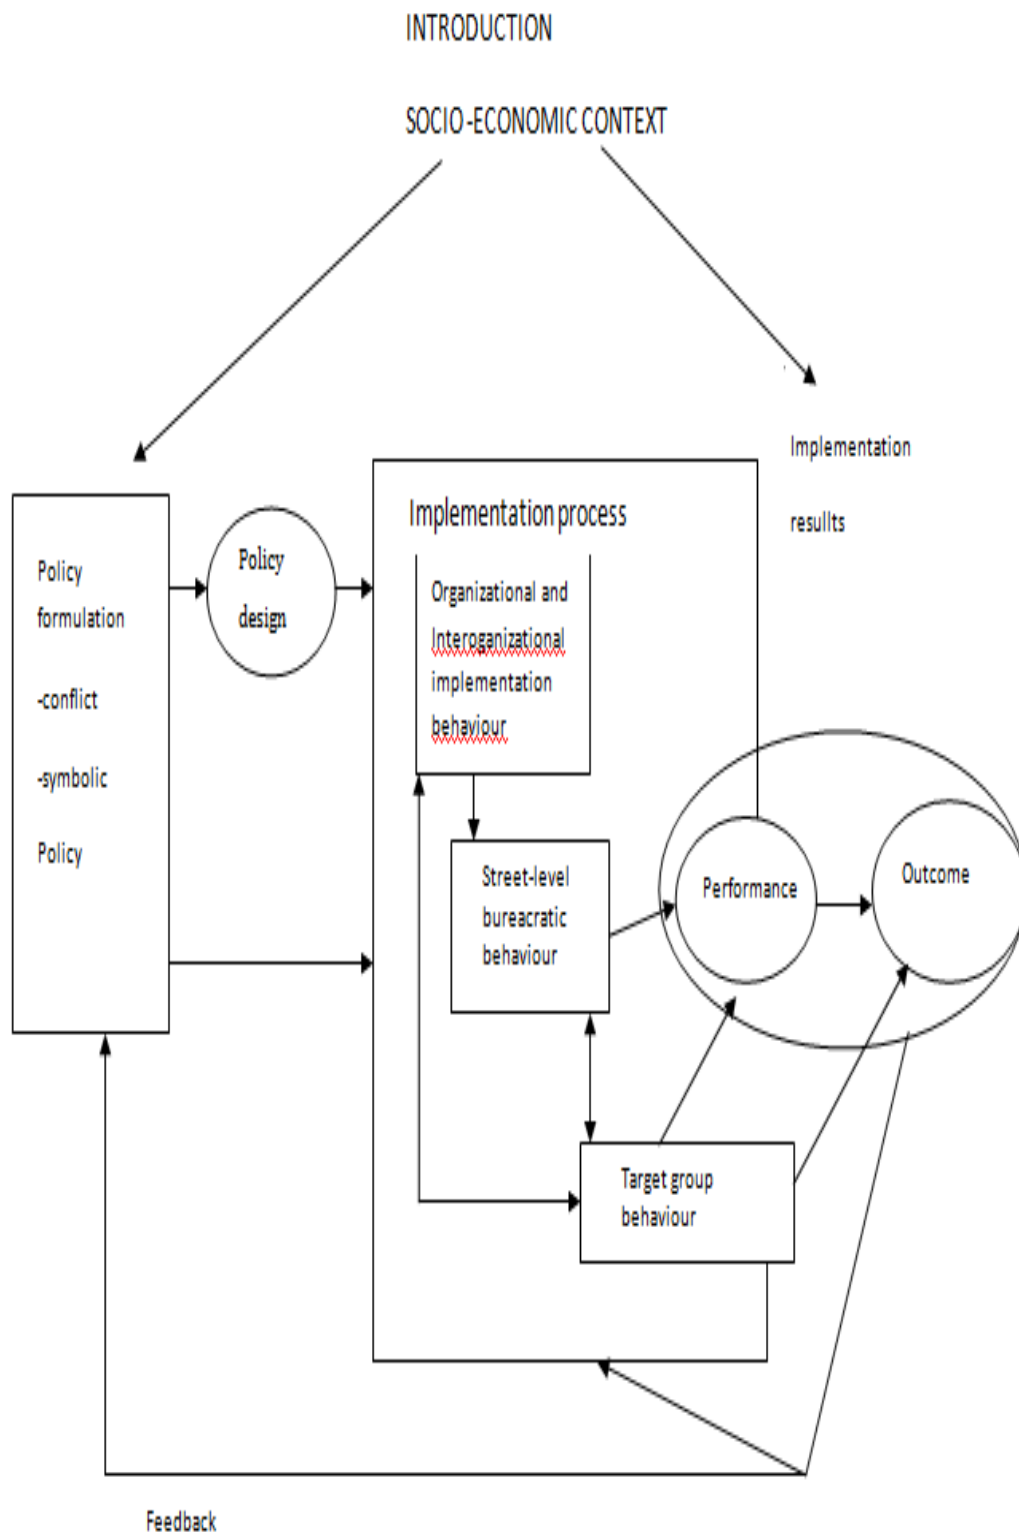 INTRODUCTION
SOCIO-ECONOMIC CONTEXT
Implementation
resullts
Policy
formulation
-conflict
-symbolic
Policy
Policy
design
Implementation process
Organizational and
Interoganizational
implementation
behaviour
Street-level
bureacratic
behaviour
Performance
Outcome
Target group
behaviour
Feedback